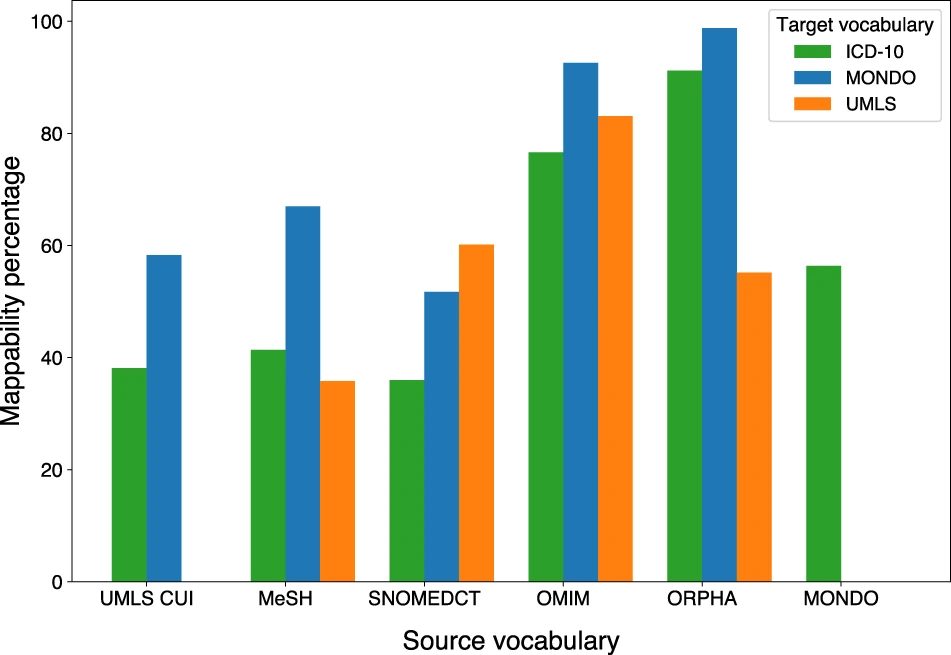 Mappability percentage
100
80
60
40
20
0
Target vocabulary
ICD-10
MONDO
UMLS
UMLS CUI
MeSH
SNOMEDCT
OMIM
ORPHA
MONDO
Source vocabulary